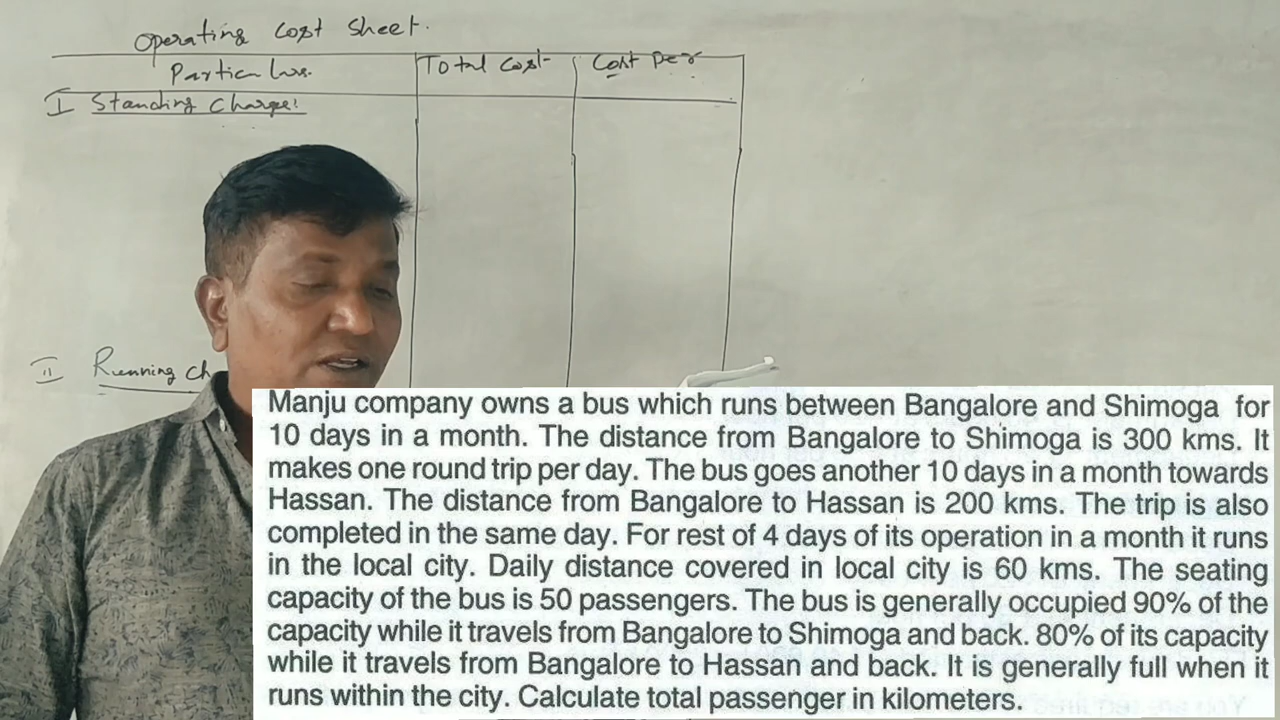 Operating Cost Sheet.
Particulars. Total Cost Cost Per
I Standing Charge:
II Running ch
Manju company owns a bus which runs between Bangalore and Shimoga for
10 days in a month. The distance from Bangalore to Shimoga is 300 kms. It
makes one round trip per day. The bus goes another 10 days in a month towards
Hassan. The distance from Bangalore to Hassan is 200 kms. The trip is also
completed in the same day. For rest of 4 days of its operation in a month it runs
in the local city. Daily distance covered in local city is 60 kms. The seating
capacity of the bus is 50 passengers. The bus is generally occupied 90% of the
capacity while it travels from Bangalore to Shimoga and back. 80% of its capacity
while it travels from Bangalore to Hassan and back. It is generally full when it
runs within the city. Calculate total passenger in kilometers.